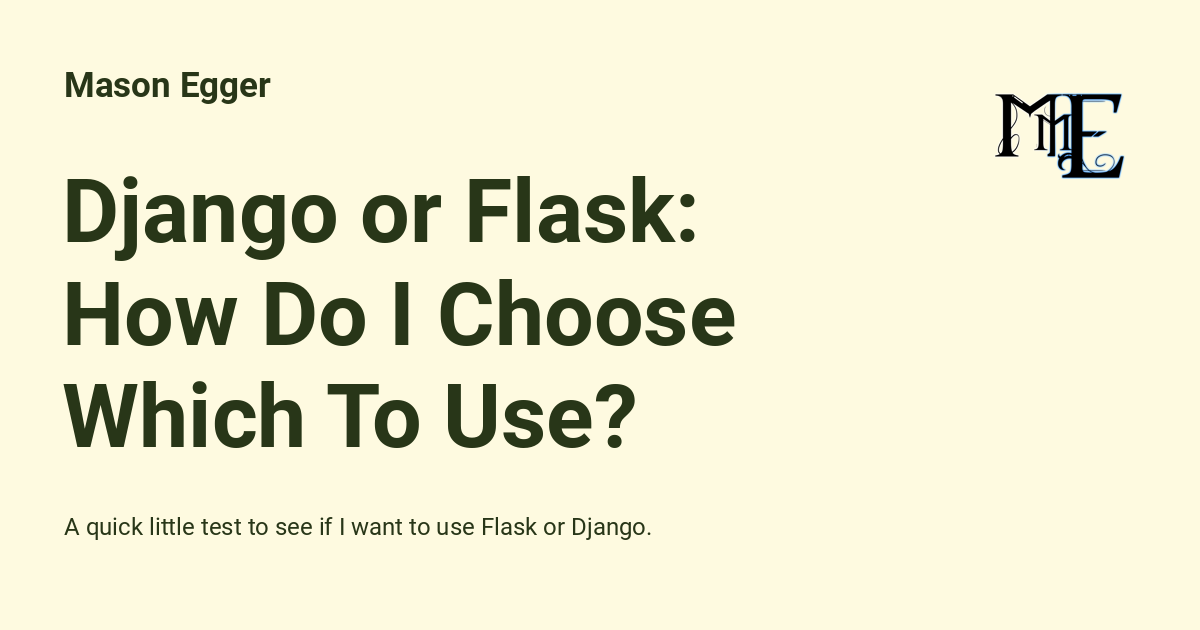 Mason Egger
MmE
Django or Flask:
How Do I Choose
Which To Use?
A quick little test to see if I want to use Flask or Django.